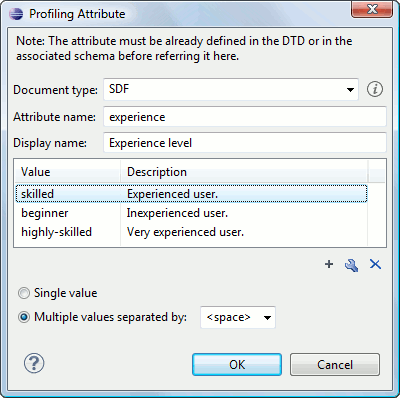 Profiling Attribute
Note: The attribute must be already defined in the DTD or in the
associated schema before referring it here.
Document type: SDF
Attribute name: experience
Display name: Experience level
Value Description
skilled Experienced user.
beginner Inexperienced user.
highly-skilled Very experienced user.
Single value
Multiple values separated by: <space>
OK Cancel